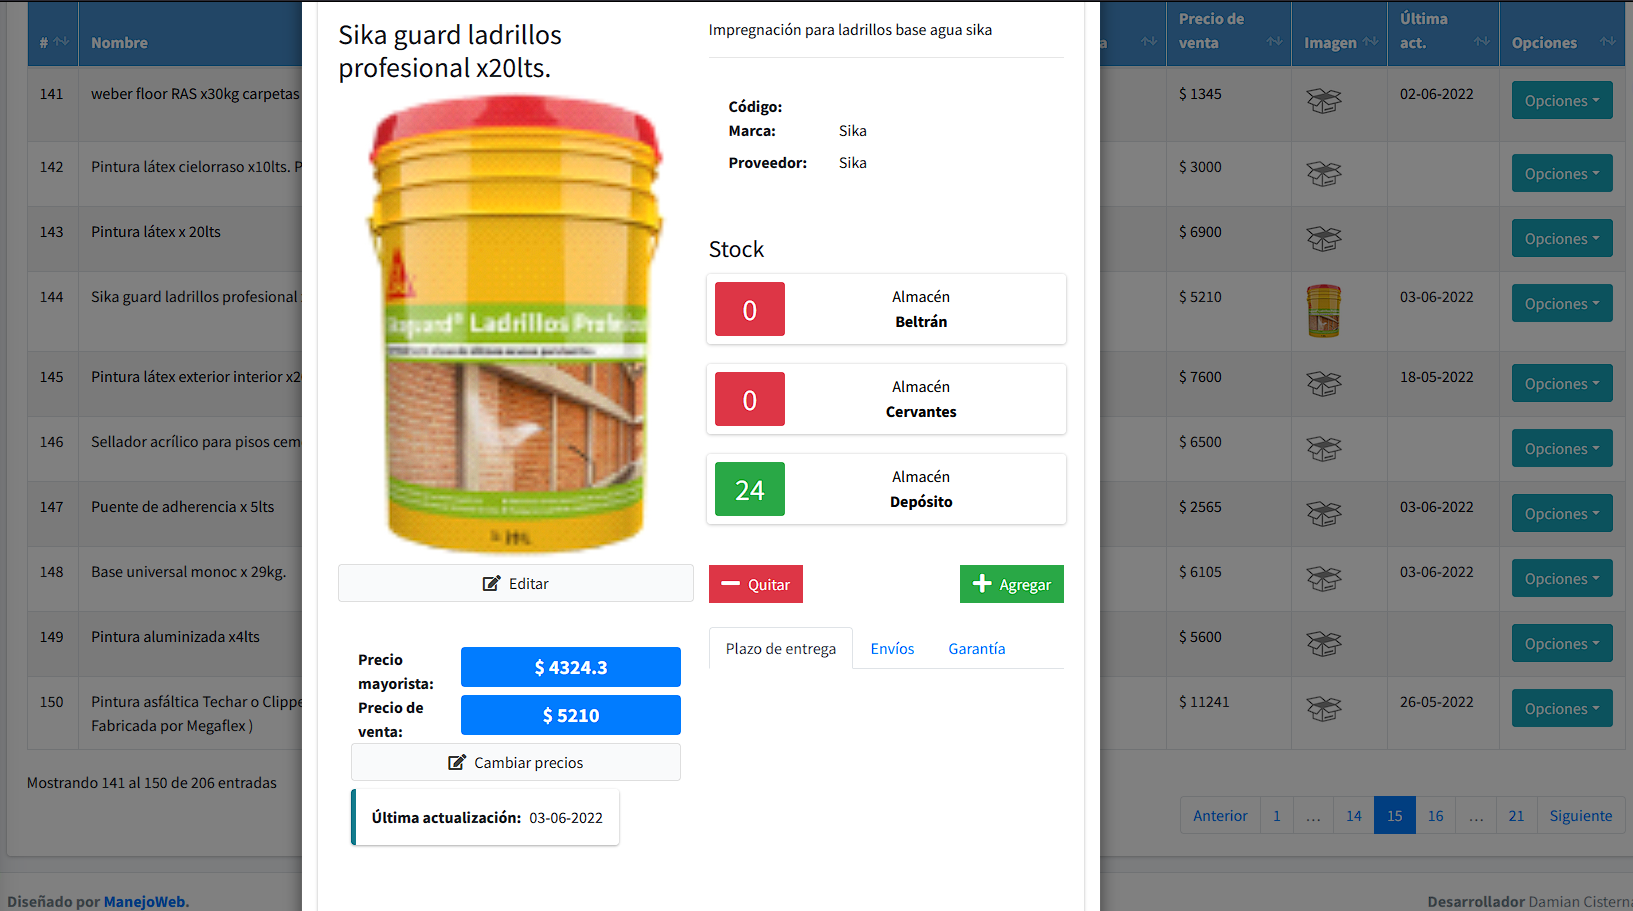 #
Nombre
a
Precio de
venta
Imagen
Última
act.
Opciones
141
weber floor RAS x30kg carpetas
$ 1345
02-06-2022
Opciones
142
Pintura látex cielorraso x10lts. P
$ 3000
Opciones
143
Pintura látex x 20lts
$ 6900
Opciones
144
Sika guard ladrillos profesional
$ 5210
03-06-2022
Opciones
145
Pintura látex exterior interior x2
$ 7600
18-05-2022
Opciones
146
Sellador acrílico para pisos cem
$ 6500
Opciones
147
Puente de adherencia x 5lts
$ 2565
03-06-2022
Opciones
148
Base universal monoc x 29kg.
$ 6105
03-06-2022
Opciones
149
Pintura aluminizada x4lts
$ 5600
Opciones
150
Pintura asfáltica Techar o Clippe
Fabricada por Megaflex )
$ 11241
26-05-2022
Opciones
Mostrando 141 al 150 de 206 entradas
Anterior 1 … 14 15 16 … 21 Siguiente
Diseñado por ManejoWeb.
Desarrollador Damian Cistern
Sika guard ladrillos
profesional x20lts.
Ladrillos
Editar
Precio
mayorista:
$ 4324.3
Precio de
venta:
$ 5210
Cambiar precios
Última actualización: 03-06-2022
Impregnación para ladrillos base agua sika
Código:
Marca: Sika
Proveedor: Sika
Stock
0
Almacén
Beltrán
0
Almacén
Cervantes
24
Almacén
Depósito
Quitar
Agregar
Plazo de entrega Envíos Garantía